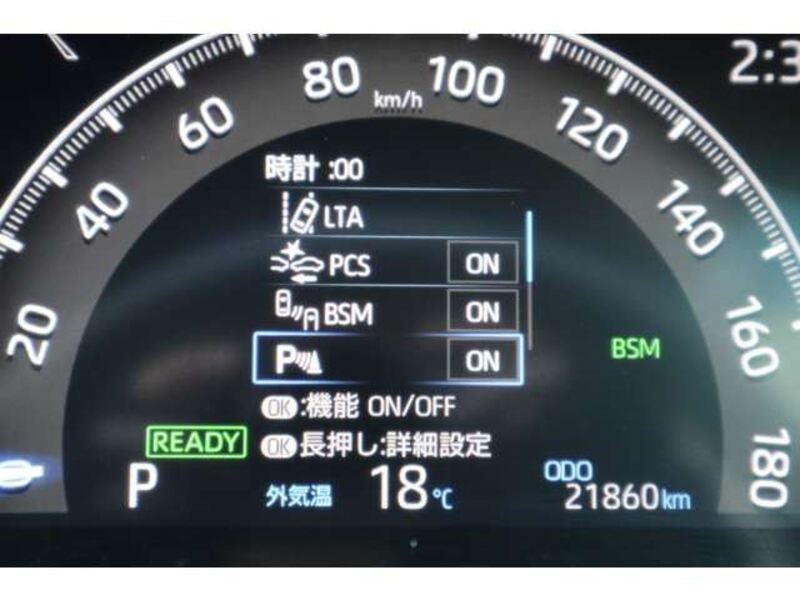 2:3
20
40
60
80
100
120
140
160
180
km/h
時計 :00
LTA
PCS ON
BSM ON
P ON
OK:機能 ON/OFF
OK長押し:詳細設定
BSM
READY
P
外気温 18℃
ODO
21860km